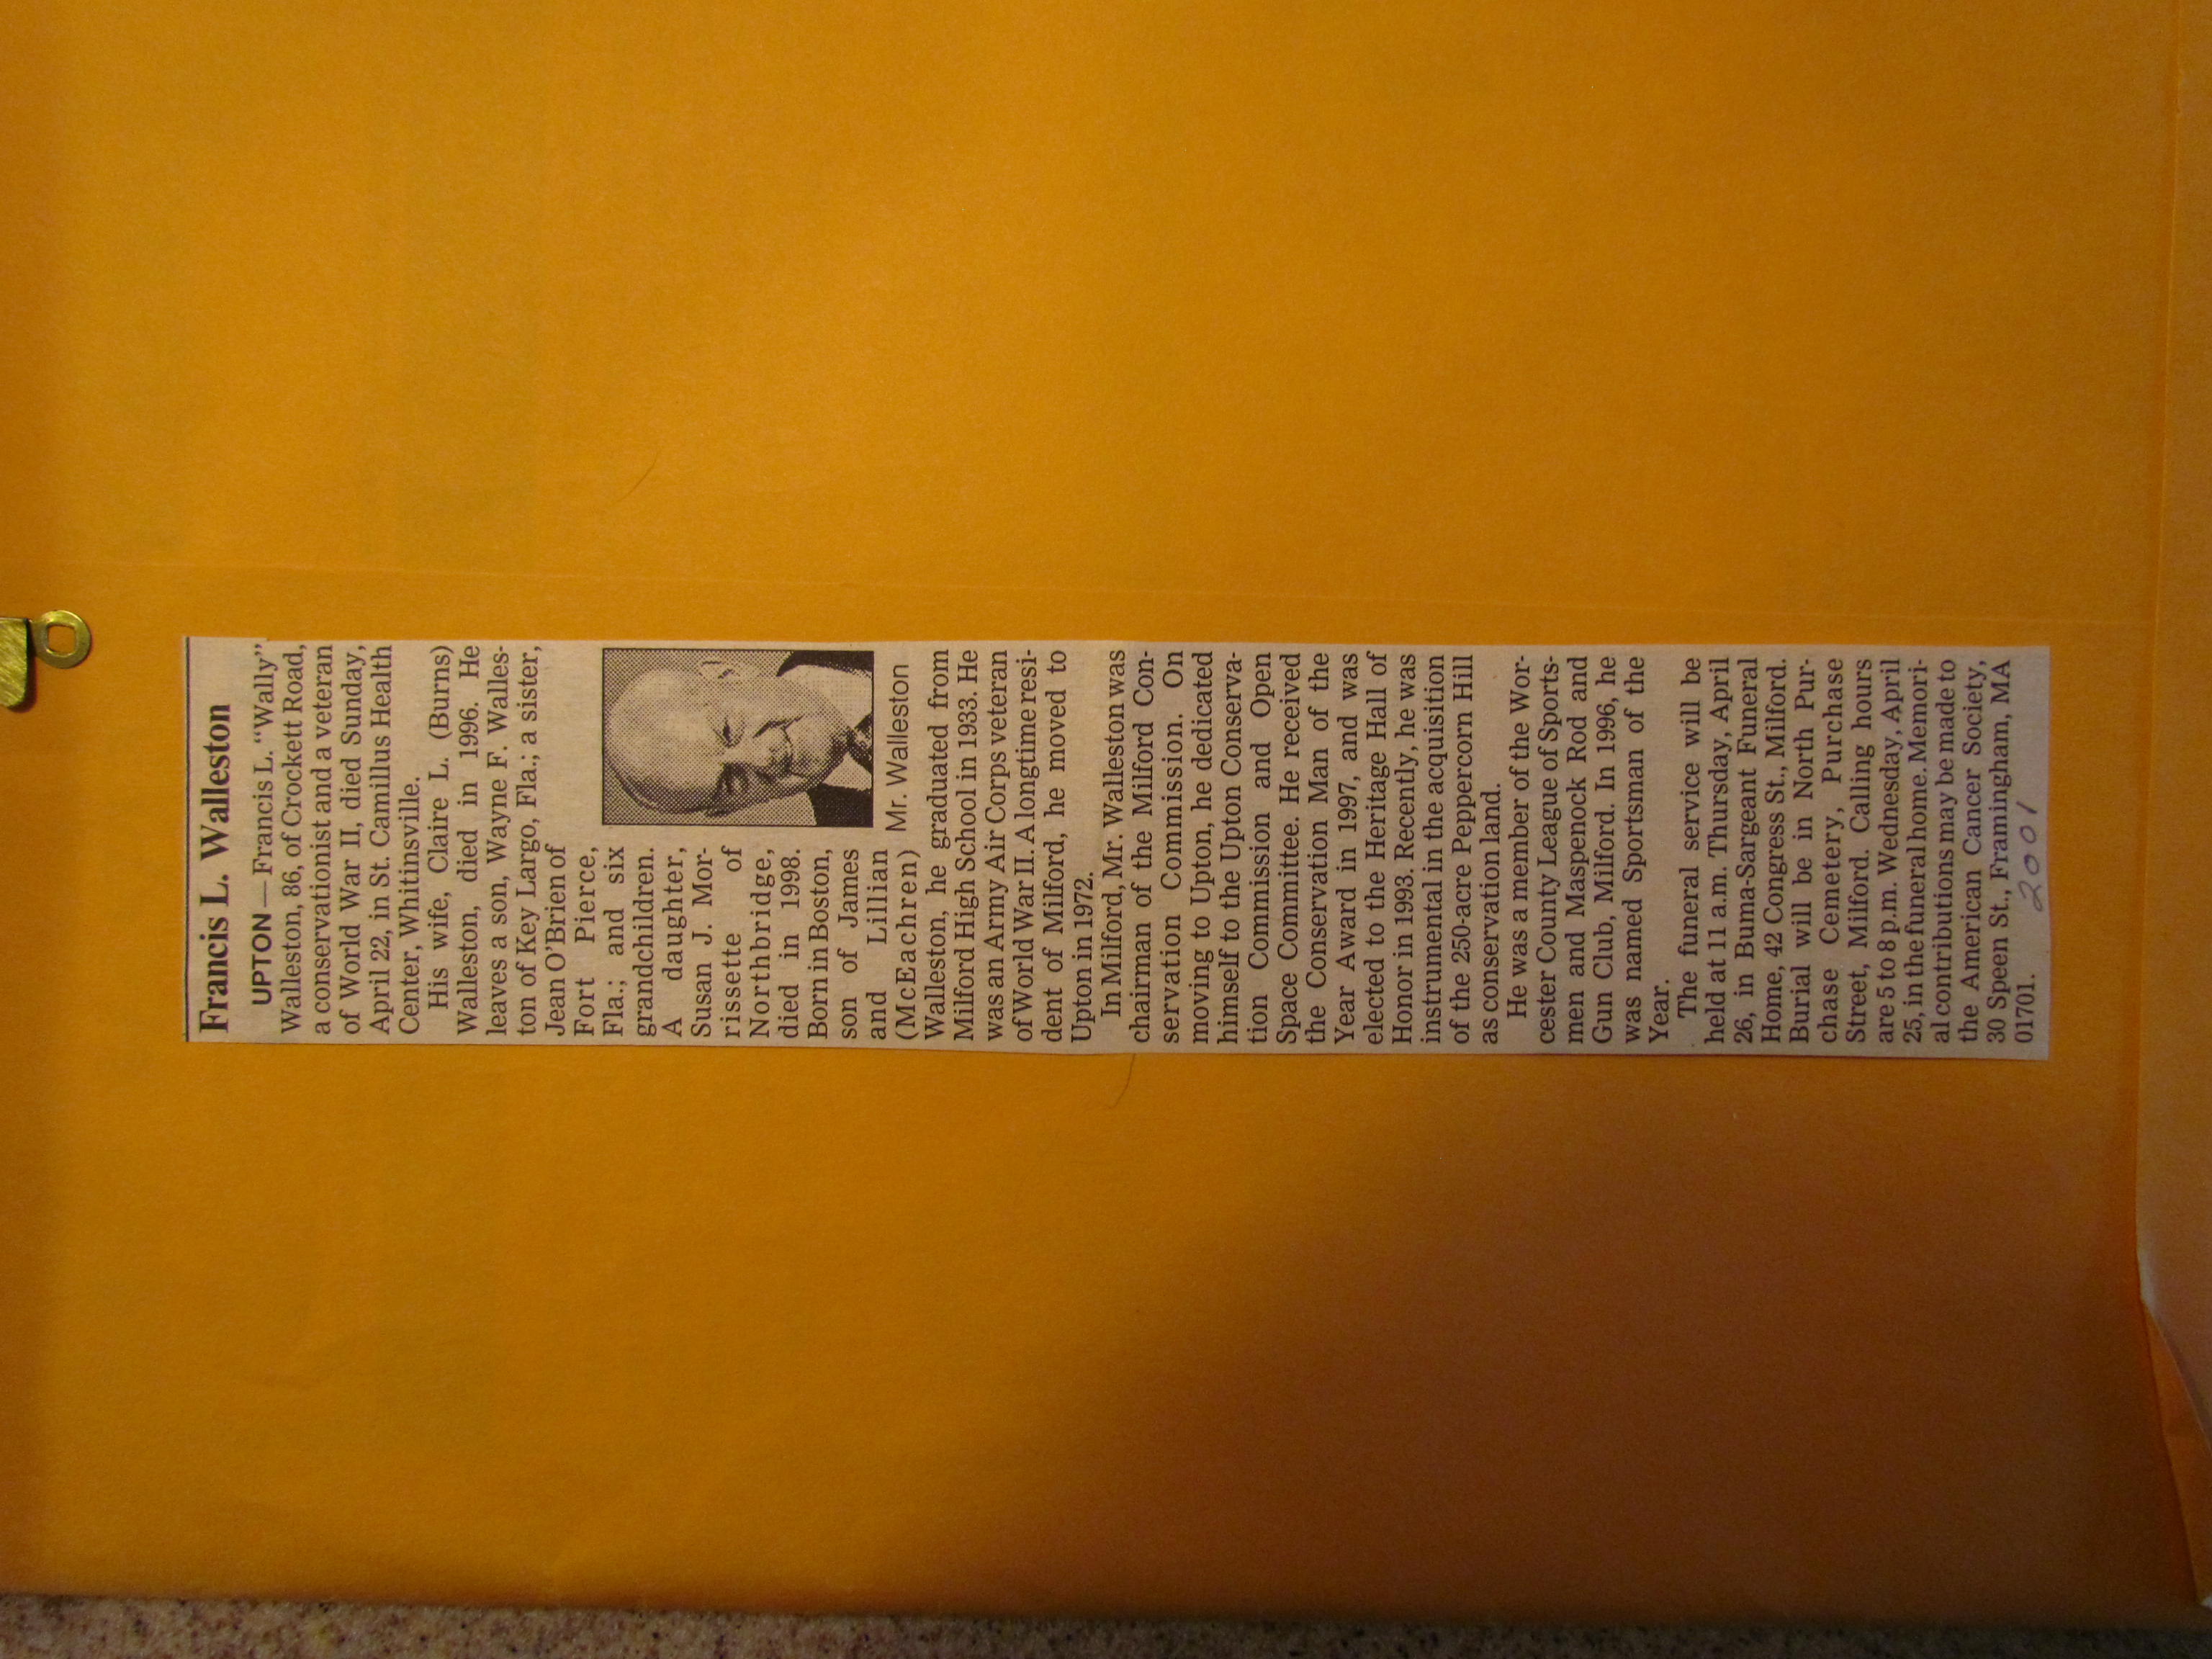 Francis L. Walleston
UPTON — Francis L. “Wally”
Walleston, 86, of Crockett Road,
a conservationist and a veteran
of World War II, died Sunday,
April 22, in St. Camillus Health
Center, Whitinsville.
His wife, Claire L. (Burns)
Walleston, died in 1996. He
leaves a son, Wayne F. Walles-
ton of Key Largo, Fla.; a sister,
Jean O’Brien of
Fort Pierce,
Fla.; and six
grandchildren.
A daughter,
Susan J. Mor-
rissette of
Northbridge,
died in 1998.
Born in Boston,
son of James
and Lillian
(McEachren)
Mr. Walleston
Walleston, he graduated from
Milford High School in 1933. He
was an Army Air Corps veteran
of World War II. A longtime resi-
dent of Milford, he moved to
Upton in 1972.
In Milford, Mr. Walleston was
chairman of the Milford Con-
servation Commission. On
moving to Upton, he dedicated
himself to the Upton Conserva-
tion Commission and Open
Space Committee. He received
the Conservation Man of the
Year Award in 1997, and was
elected to the Heritage Hall of
Honor in 1993. Recently, he was
instrumental in the acquisition
of the 250-acre Peppercorn Hill
as conservation land.
He was a member of the Wor-
cester County League of Sports-
men and Maspenock Rod and
Gun Club, Milford. In 1996, he
was named Sportsman of the
Year.
The funeral service will be
held at 11 a.m. Thursday, April
26, in Buma-Sargeant Funeral
Home, 42 Congress St., Milford.
Burial will be in North Pur-
chase Cemetery, Purchase
Street, Milford. Calling hours
are 5 to 8 p.m. Wednesday, April
25, in the funeral home. Memori-
al contributions may be made to
the American Cancer Society,
30 Speen St., Framingham, MA
01701.
2001